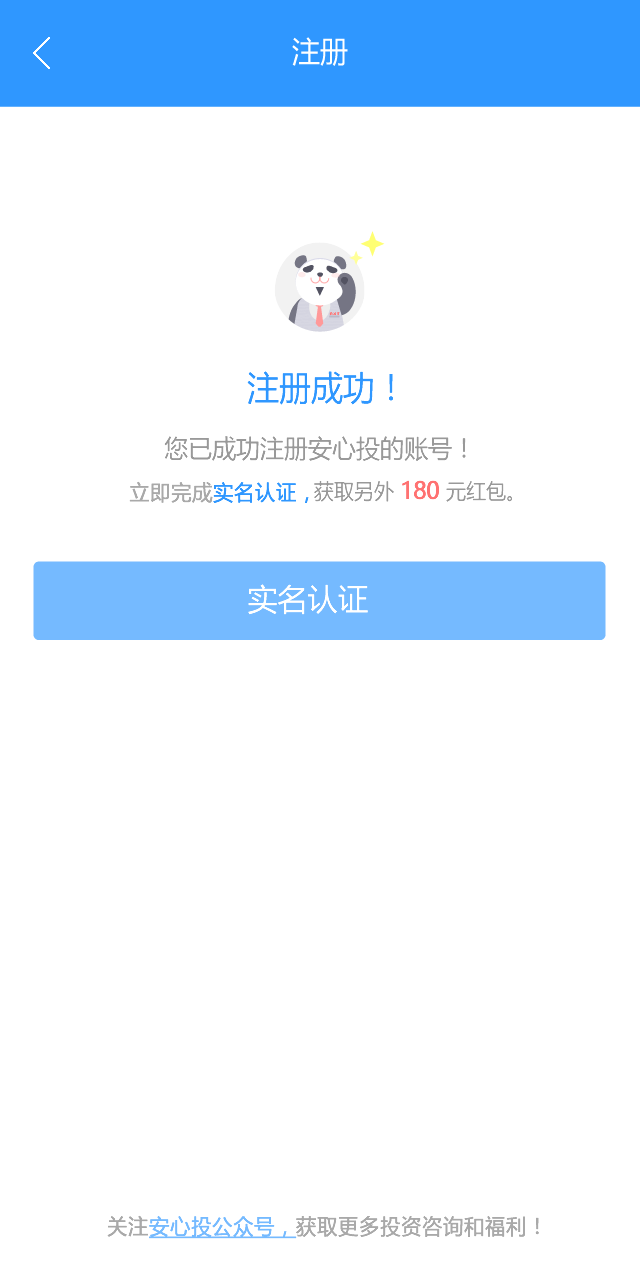 注册
注册成功！
您已成功注册安心投的账号！
立即完成实名认证，获取另外 180 元红包。
实名认证
关注安心投公众号，获取更多投资咨询和福利！